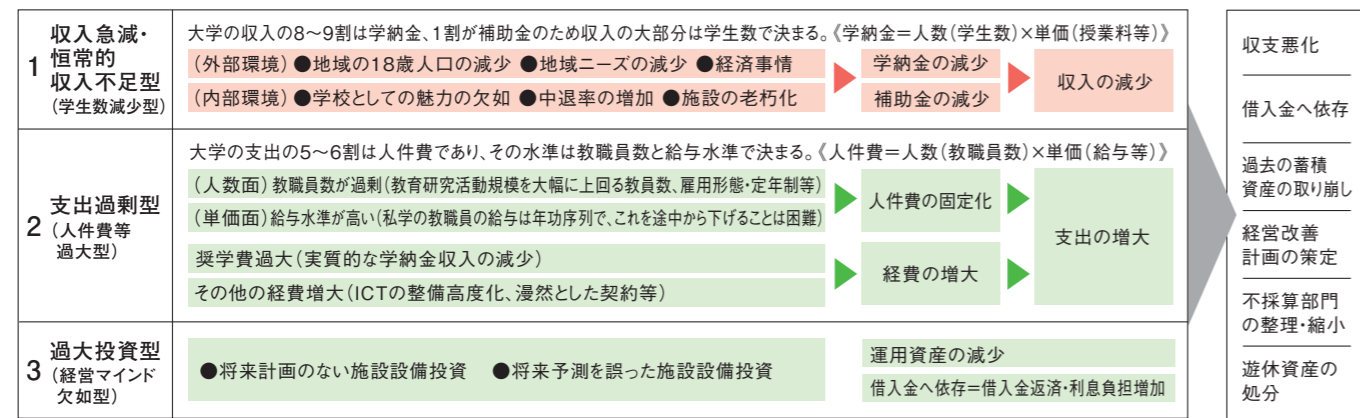 1 収入急減・
恒常的
収入不足型
(学生数減少型)
大学の収入の8〜9割は学納金、1割が補助金のため収入の大部分は学生数で決まる。《学納金=人数(学生数)×単価(授業料等)》
(外部環境) ●地域の18歳人口の減少 ●地域ニーズの減少 ●経済事情
(内部環境) ●学校としての魅力の欠如 ●中退率の増加 ●施設の老朽化
学納金の減少
補助金の減少
収入の減少
2 支出過剰型
(人件費等
過大型)
大学の支出の5〜6割は人件費であり、その水準は教職員数と給与水準で決まる。《人件費=人数(教職員数)×単価(給与等)》
(人数面) 教職員数が過剰(教育研究活動規模を大幅に上回る教員数、雇用形態・定年制等)
(単価面) 給与水準が高い(私学の教職員の給与は年功序列で、これを途中から下げることは困難)
人件費の固定化
奨学費過大(実質的な学納金収入の減少)
その他の経費増大(ICTの整備高度化、漫然とした契約等)
経費の増大
支出の増大
3 過大投資型
(経営マインド
欠如型)
●将来計画のない施設設備投資 ●将来予測を誤った施設設備投資
運用資産の減少
借入金へ依存=借入金返済・利息負担増加
収支悪化
借入金へ依存
過去の蓄積
資産の取り崩し
経営改善
計画の策定
不採算部門
の整理・縮小
遊休資産の
処分